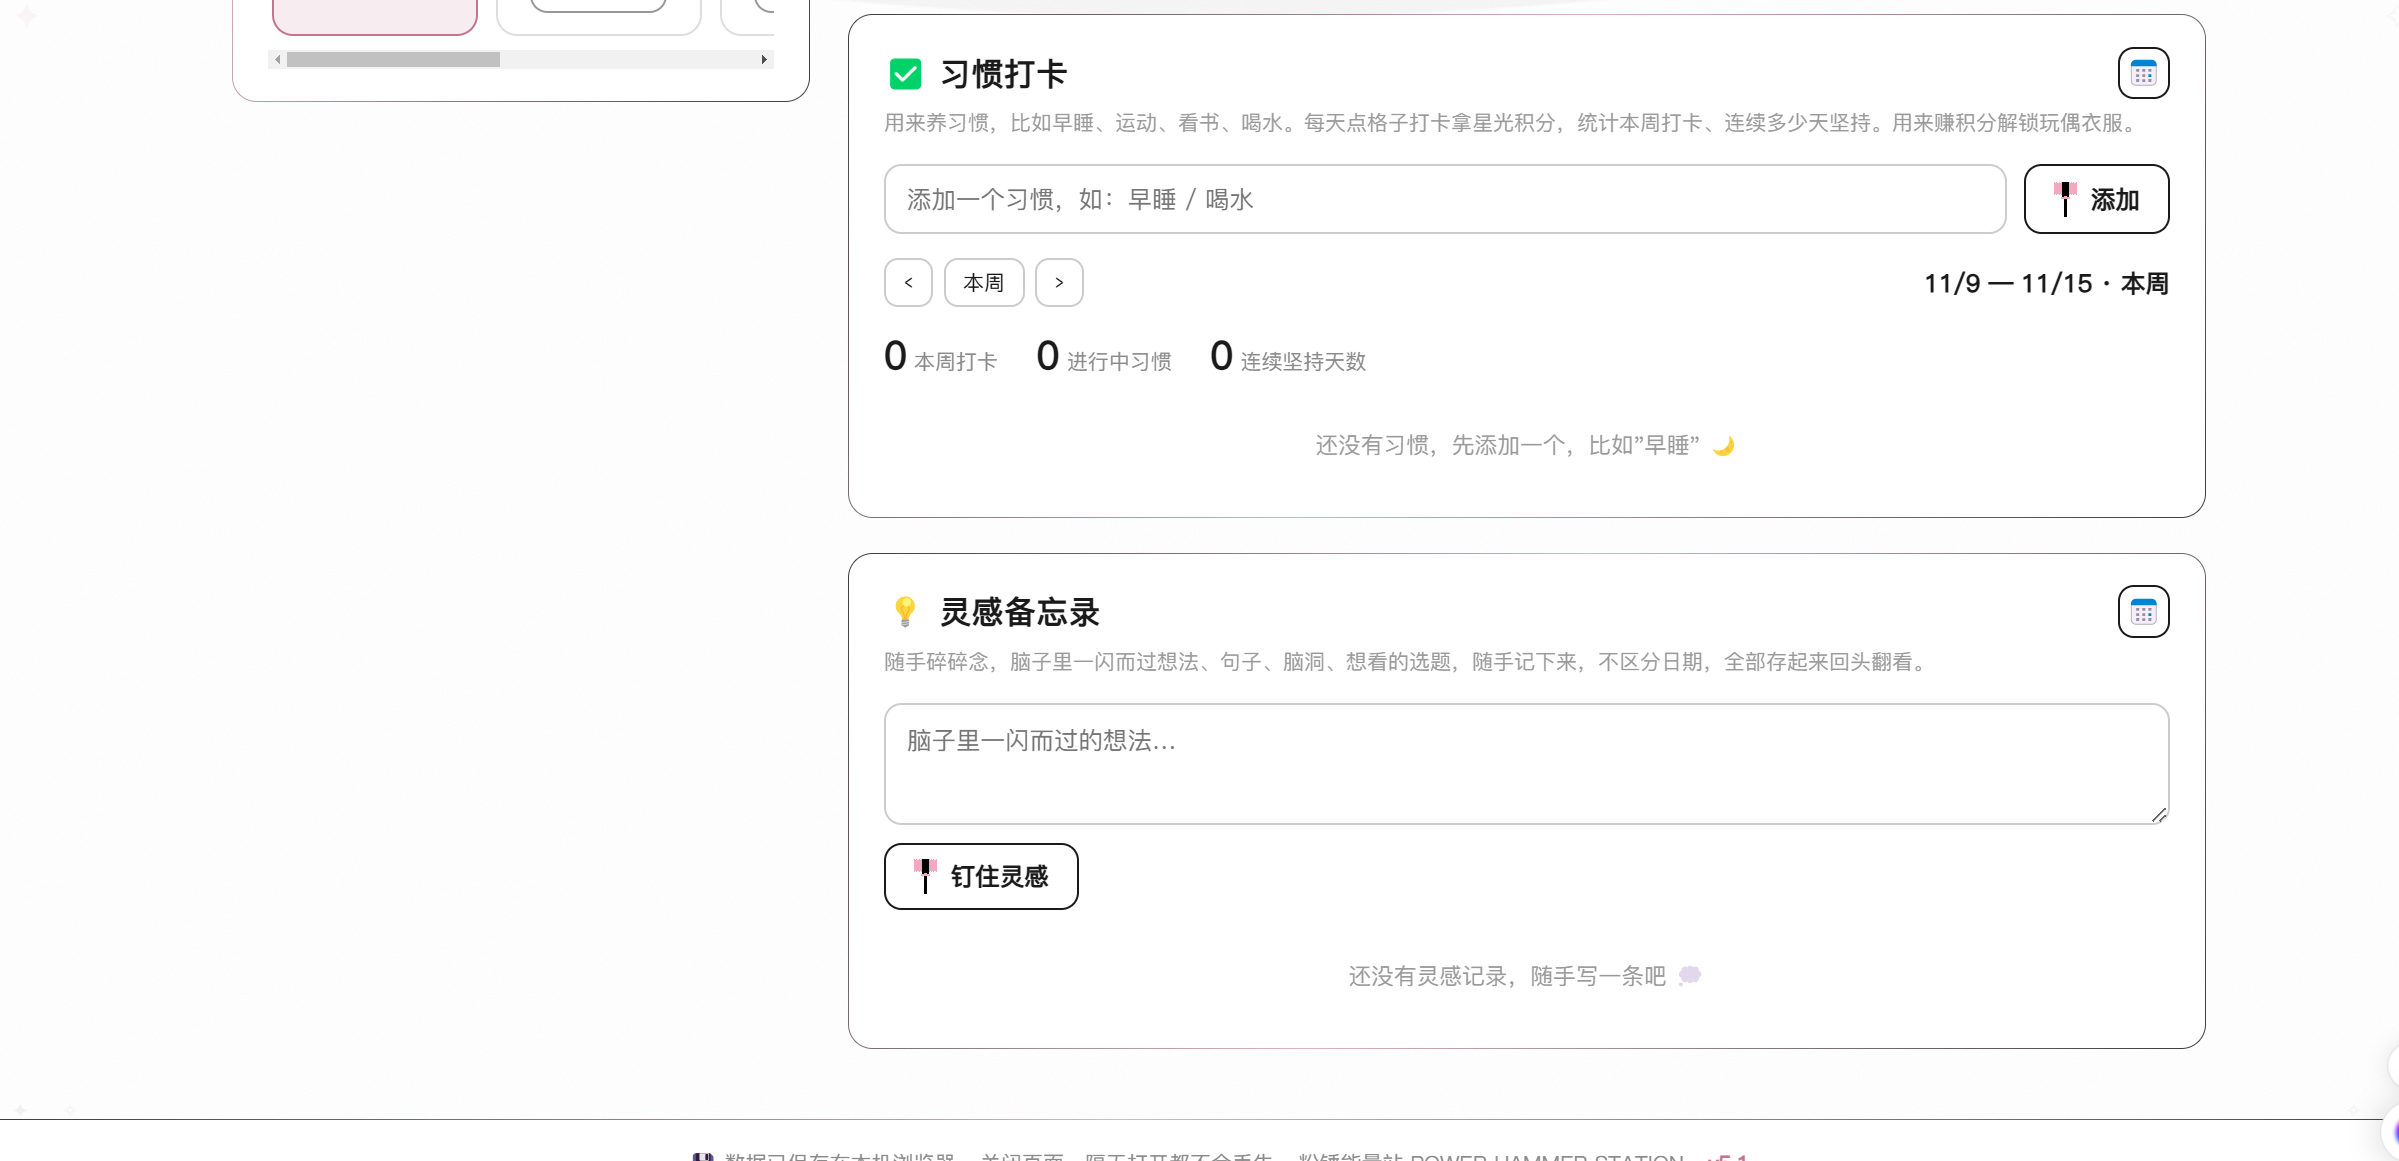 习惯打卡
用来养习惯，比如早睡、运动、看书、喝水。每天点格子打卡拿星光积分，统计本周打卡、连续多少天坚持。用来赚积分解锁玩偶衣服。
添加一个习惯，如：早睡 / 喝水
添加
< 本周 >
11/9 — 11/15 · 本周
0 本周打卡 0 进行中习惯 0 连续坚持天数
还没有习惯，先添加一个，比如”早睡”
灵感备忘录
随手碎碎念，脑子里一闪而过想法、句子、脑洞、想看的选题，随手记下来，不区分日期，全部存起来回头翻看。
脑子里一闪而过的想法…
钉住灵感
还没有灵感记录，随手写一条吧